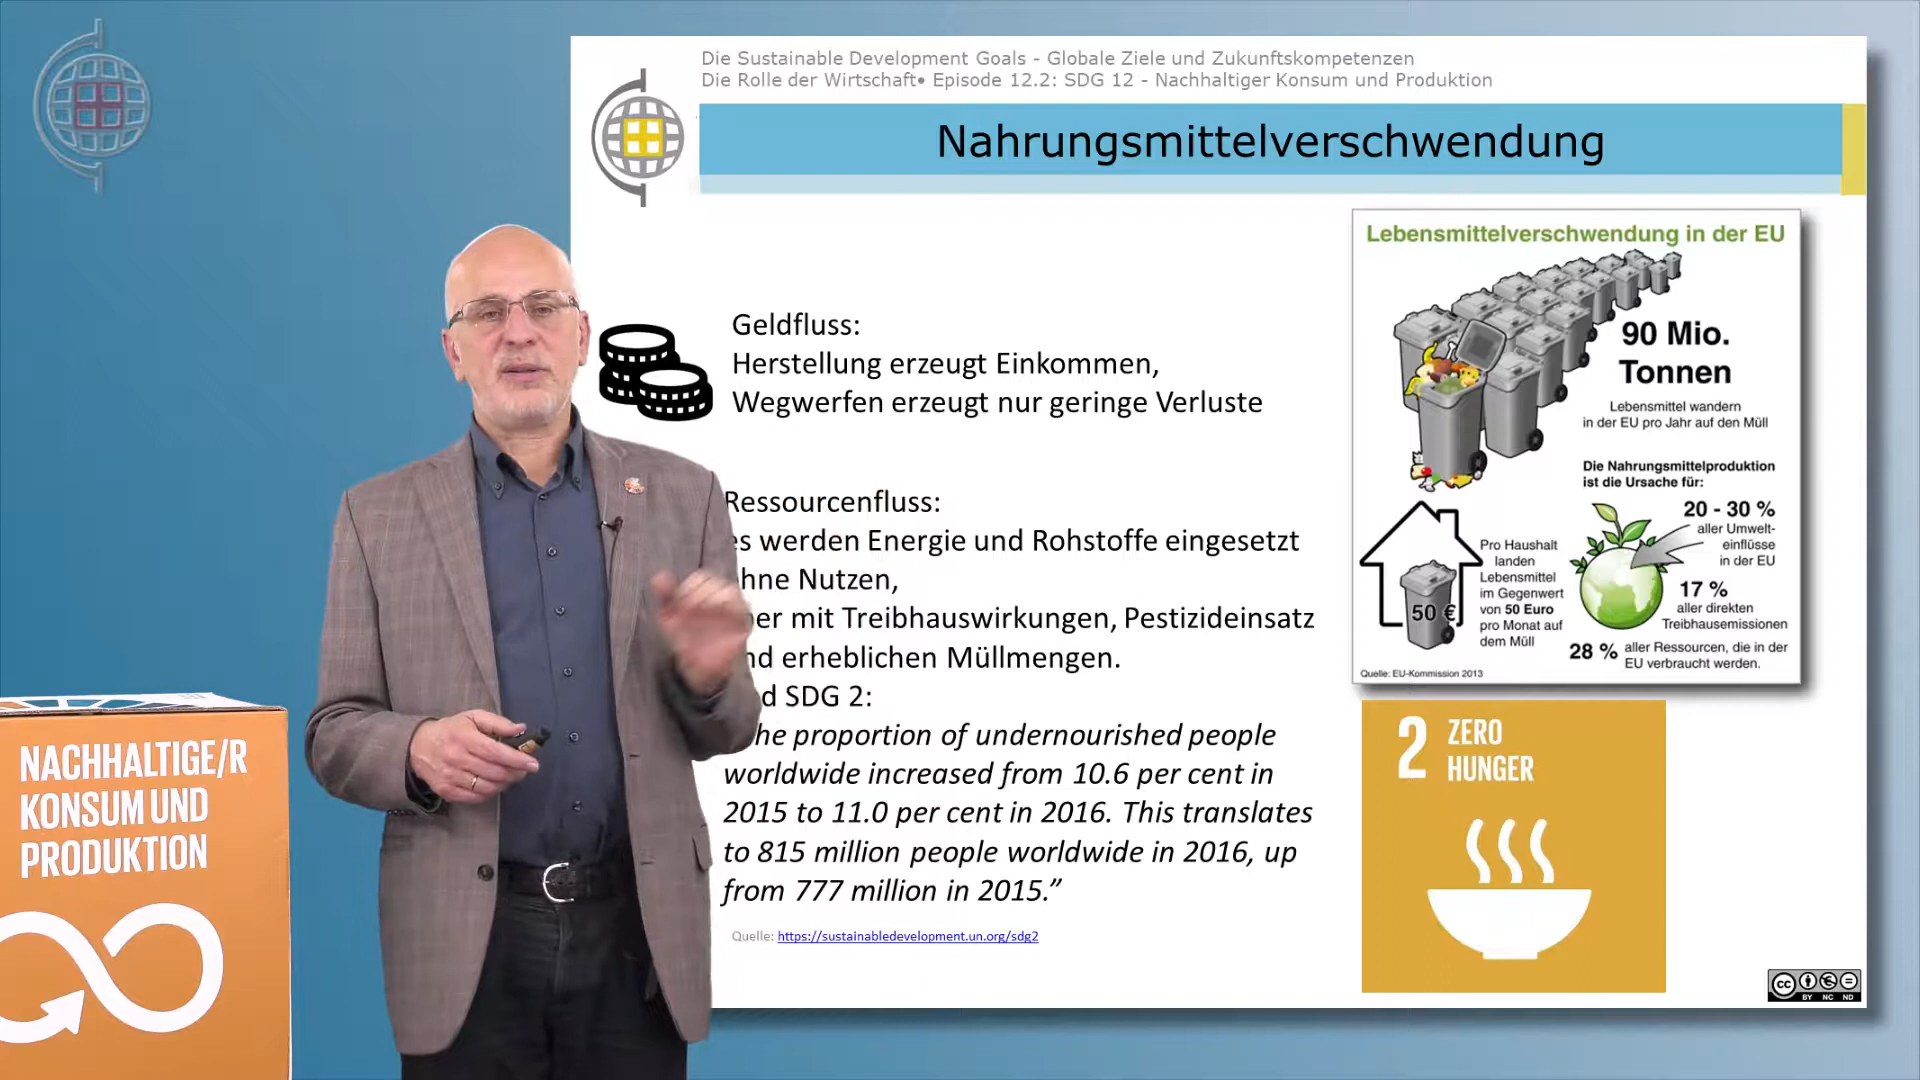 Die Sustainable Development Goals - Globale Ziele und Zukunftskompetenzen
Die Rolle der Wirtschaft• Episode 12.2: SDG 12 - Nachhaltiger Konsum und Produktion
Nahrungsmittelverschwendung
Geldfluss:
Herstellung erzeugt Einkommen,
Wegwerfen erzeugt nur geringe Verluste
Ressourcenfluss:
werden Energie und Rohstoffe eingesetzt
Nutzen,
mit Treibhauswirkungen, Pestizideinsatz
erheblichen Müllmengen.
SDG 2:
proportion of undernourished people
worldwide increased from 10.6 per cent in
2015 to 11.0 per cent in 2016. This translates
to 815 million people worldwide in 2016, up
from 777 million in 2015.”
Quelle: https://sustainabledevelopment.un.org/sdg2
Lebensmittelverschwendung in der EU
90 Mio.
Tonnen
Lebensmittel wandern
in der EU pro Jahr auf den Müll
Die Nahrungsmittelproduktion
ist die Ursache für:
20 - 30 %
aller Umwelt-
einflüsse
in der EU
17 %
aller direkten
Treibhausemissionen
28 % aller Ressourcen, die in der
EU verbraucht werden.
50 €
Pro Haushalt
landen
Lebensmittel
im Gegenwert
von 50 Euro
pro Monat auf
dem Müll
Quelle: EU-Kommission 2013
2 ZERO
HUNGER
cc
BY NC ND
NACHHALTIGE/R
KONSUM UND
PRODUKTION